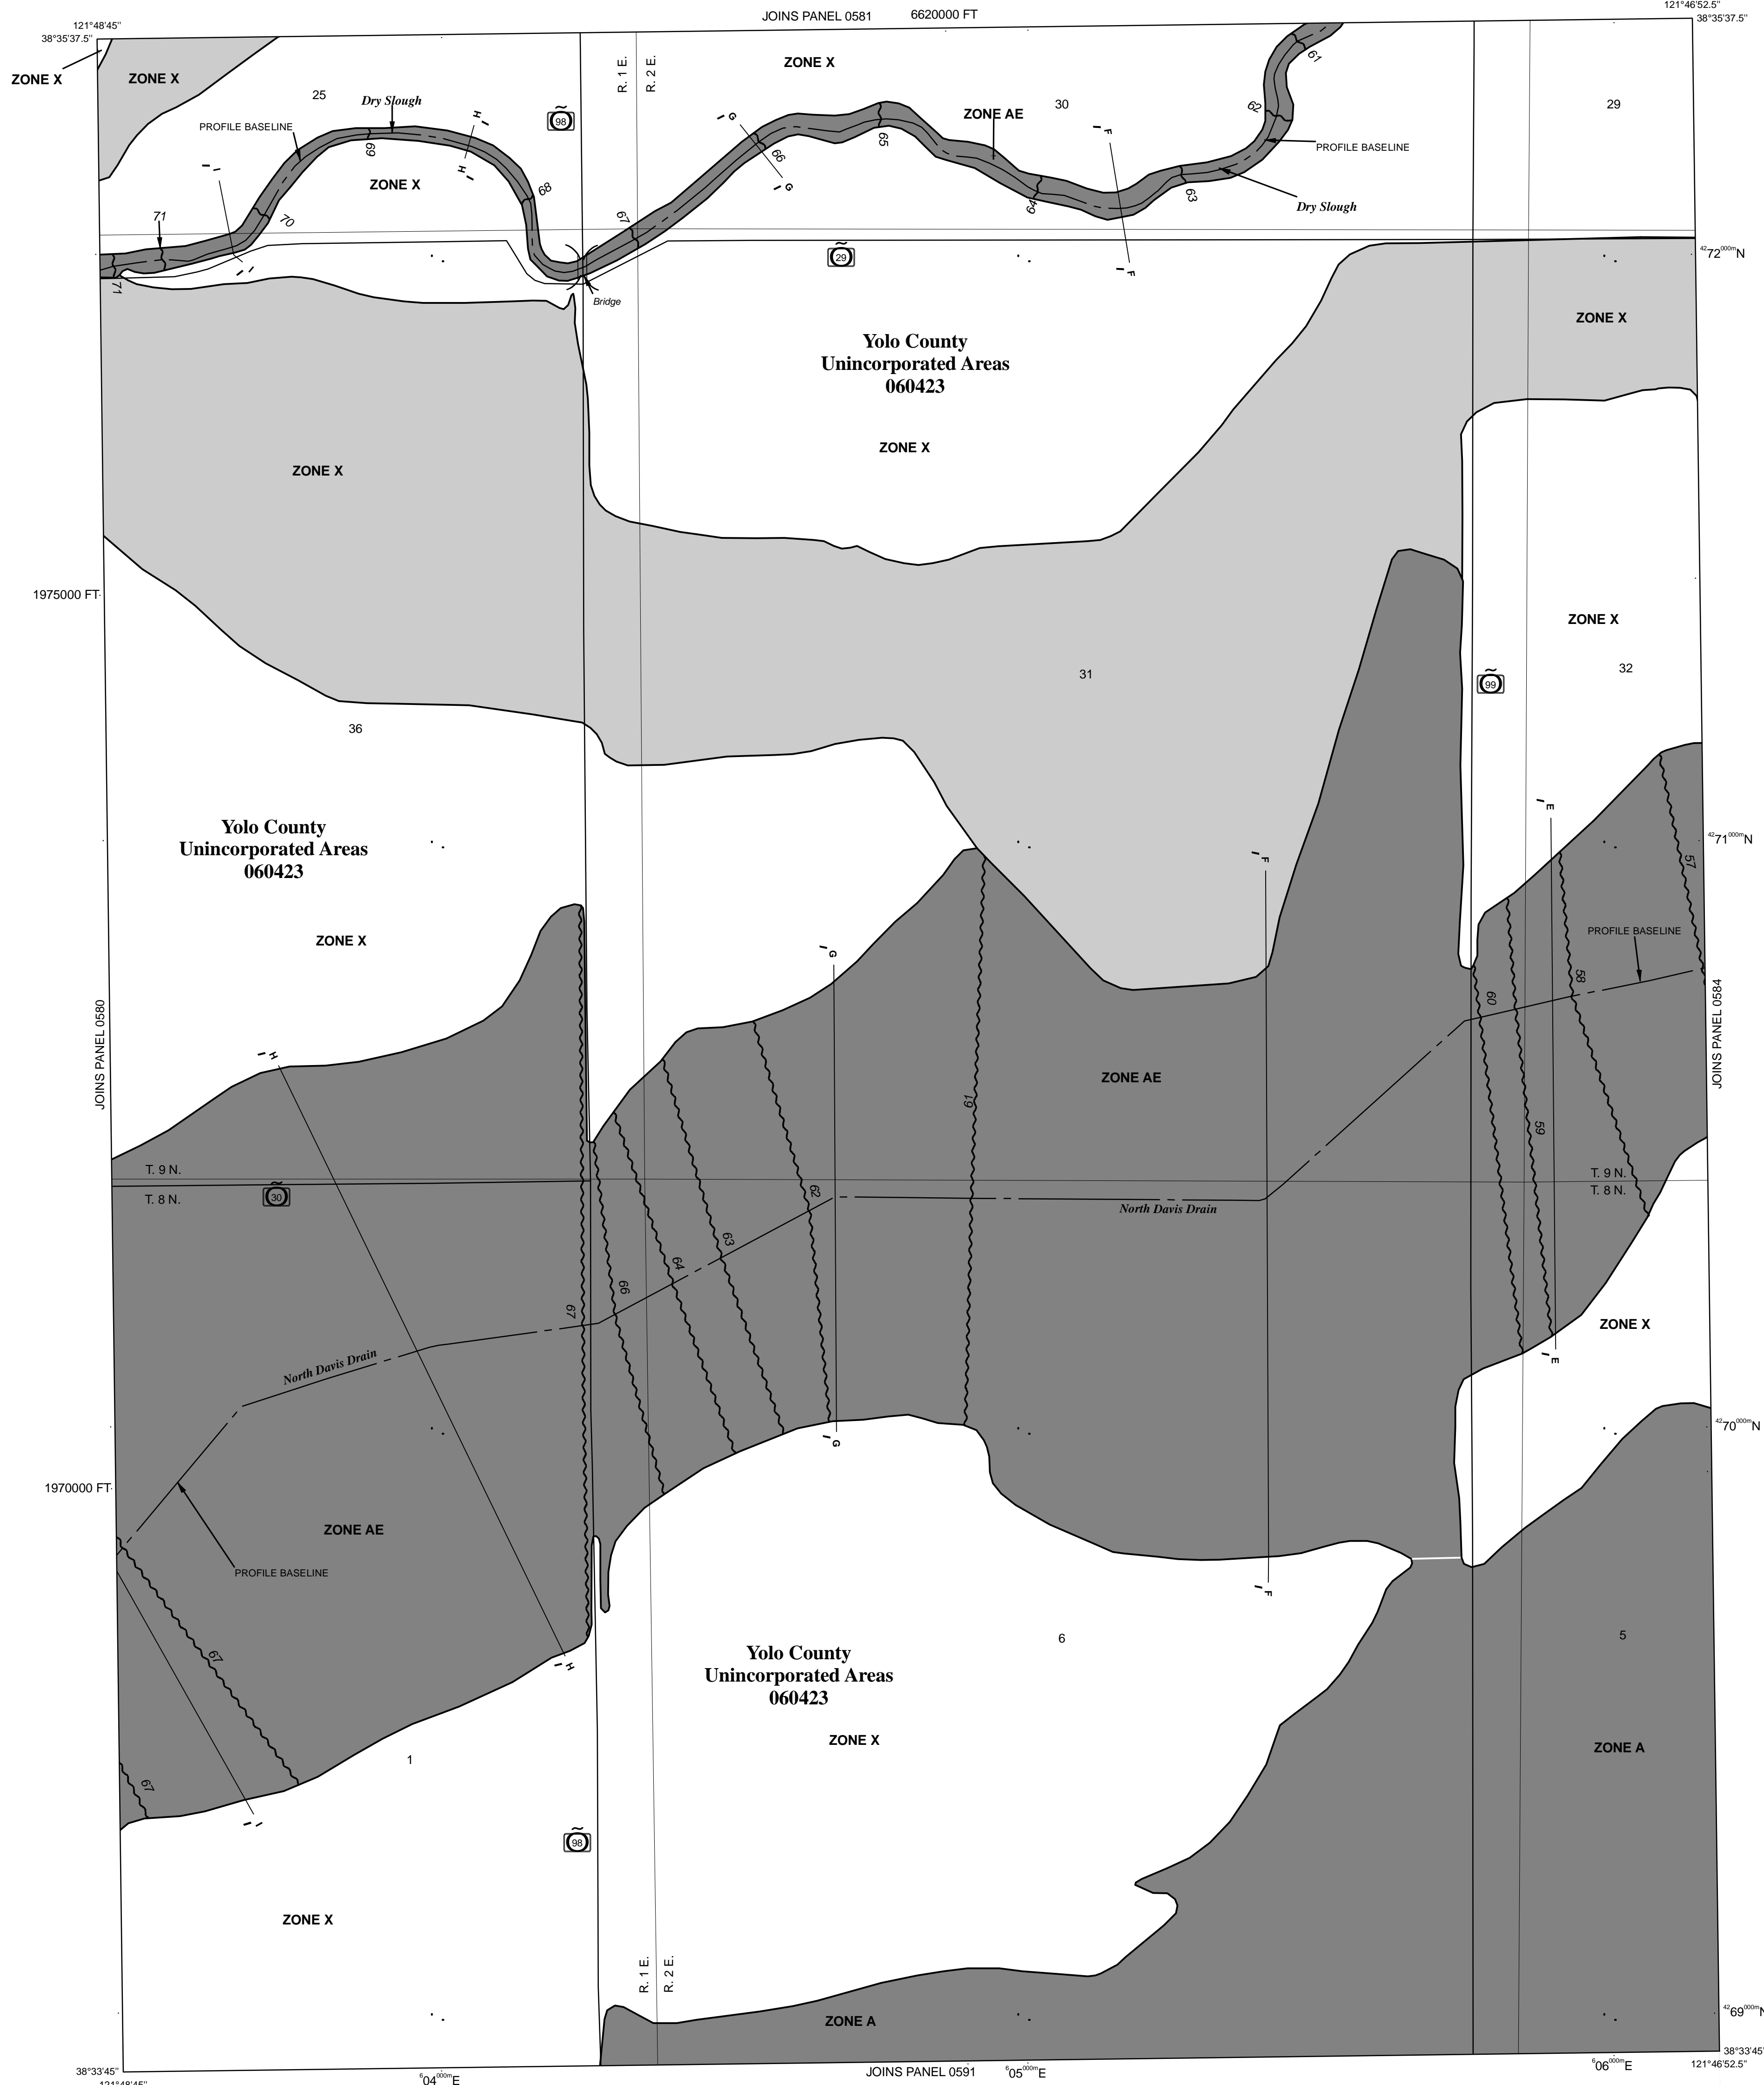 JOINS PANEL 0581
6620000 FT
121°48'45"
38°35'37.5"
121°46'52.5"
38°35'37.5"
ZONE X
ZONE X
25
Dry Slough
PROFILE BASELINE
H
H
98
R. 1 E.
R. 2 E.
ZONE X
G
G
ZONE AE
30
F
F
61
62
29
PROFILE BASELINE
Dry Slough
ZONE X
I
I
69
68
70
71
71
67
66
65
64
63
Bridge
29
4272000mN
ZONE X
Yolo County
Unincorporated Areas
060423
ZONE X
ZONE X
1975000 FT
ZONE X
32
31
99
36
Yolo County
Unincorporated Areas
060423
ZONE X
E
F
G
H
4271000mN
57
PROFILE BASELINE
58
60
59
JOINS PANEL 0580
JOINS PANEL 0584
ZONE AE
61
T. 9 N.
T. 8 N.
30
T. 9 N.
T. 8 N.
62
63
64
66
67
North Davis Drain
North Davis Drain
ZONE X
E
G
4270000mN
1970000 FT
ZONE AE
PROFILE BASELINE
F
67
H
Yolo County
Unincorporated Areas
060423
6
5
ZONE X
ZONE A
1
67
I
98
ZONE X
R. 1 E.
R. 2 E.
ZONE A
4269000mN
38°33'45"
121°48'45"
604000mE
JOINS PANEL 0591
605000mE
606000mE
38°33'45"
121°46'52.5"